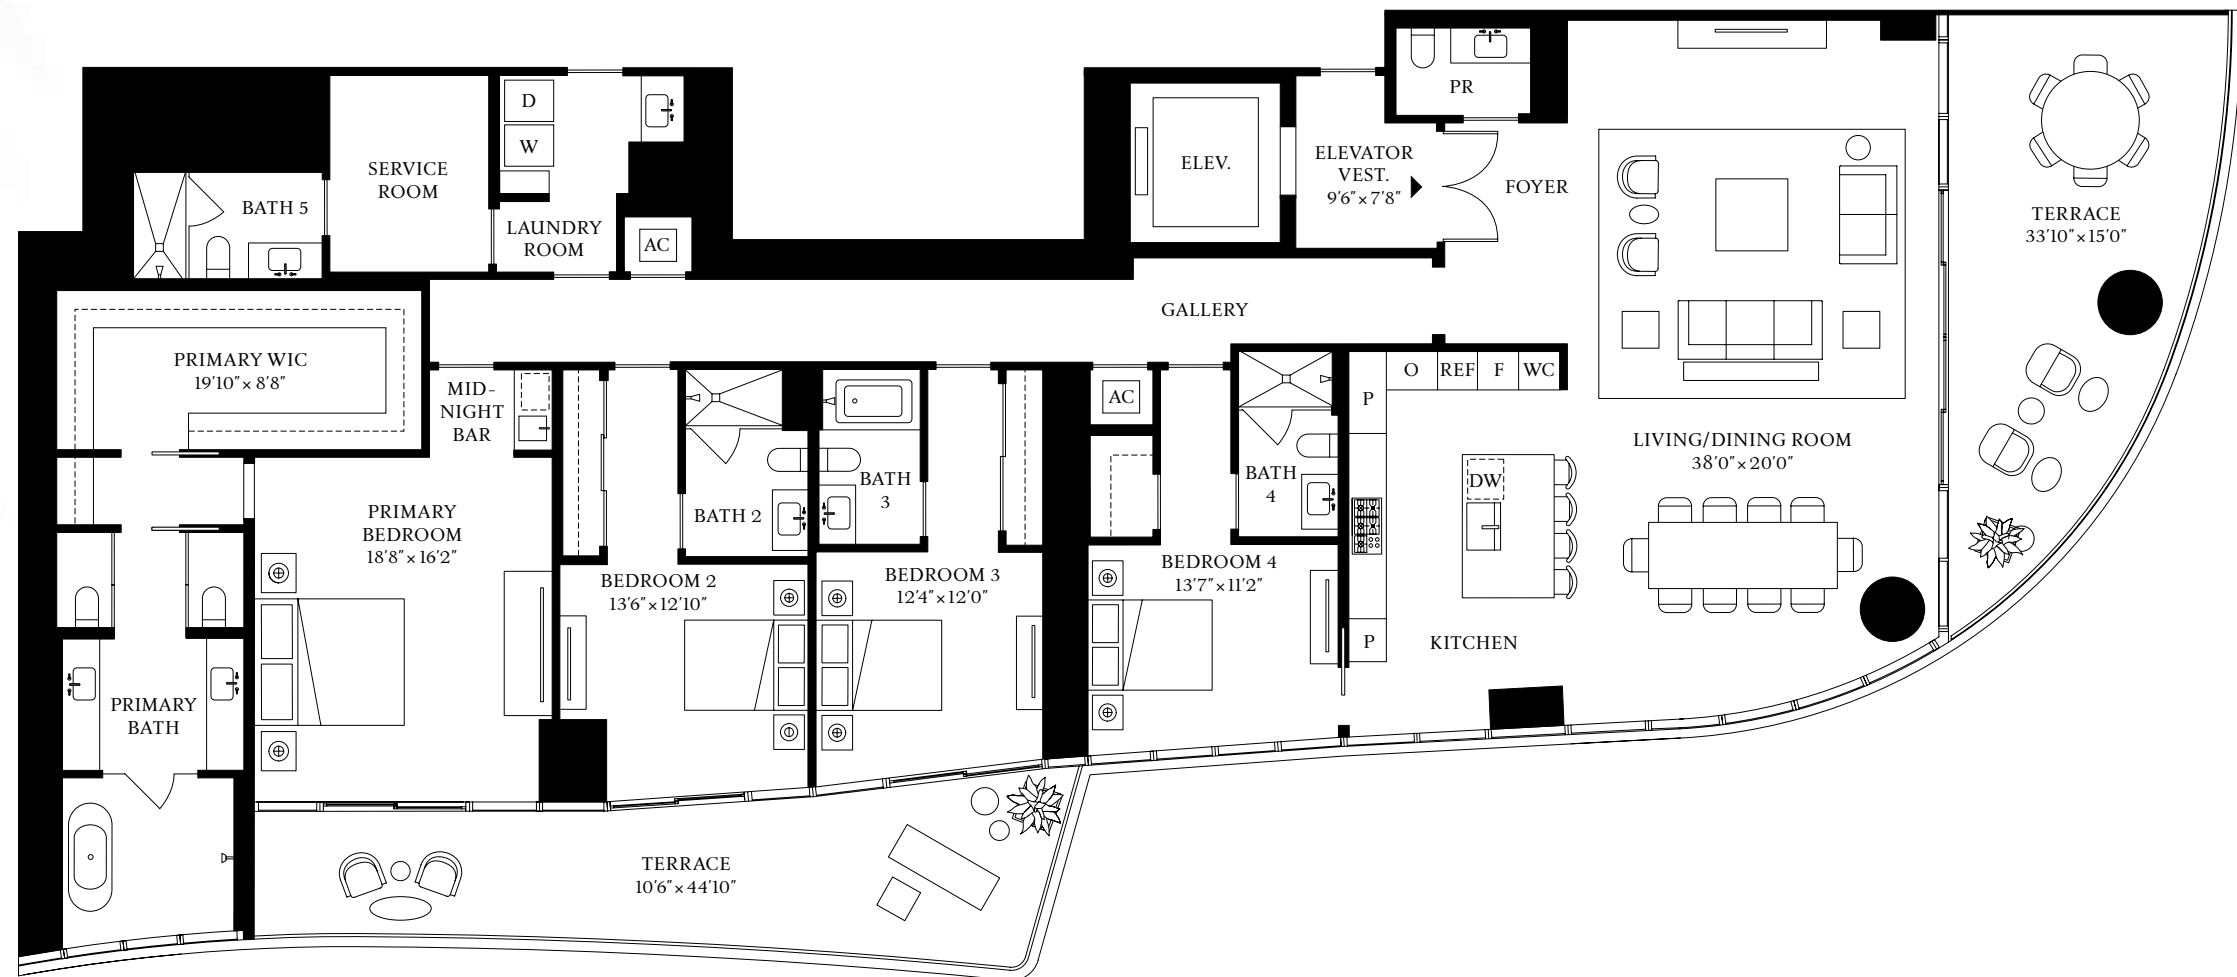 PR
D
W
SERVICE
ROOM
BATH 5
LAUNDRY
ROOM
AC
ELEV.
ELEVATOR
VEST.
9'6"×7'8"
FOYER
TERRACE
33'10"×15'0"
GALLERY
PRIMARY WIC
19'10"×8'8"
MID-
NIGHT
BAR
AC
P
O
REF
F
WC
LIVING/DINING ROOM
38'0"×20'0"
PRIMARY
BEDROOM
18'8"×16'2"
BATH 2
BATH
3
BATH
4
DW
BEDROOM 2
13'6"×12'10"
BEDROOM 3
12'4"×12'0"
BEDROOM 4
13'7"×11'2"
P
KITCHEN
PRIMARY
BATH
TERRACE
10'6"×44'10"